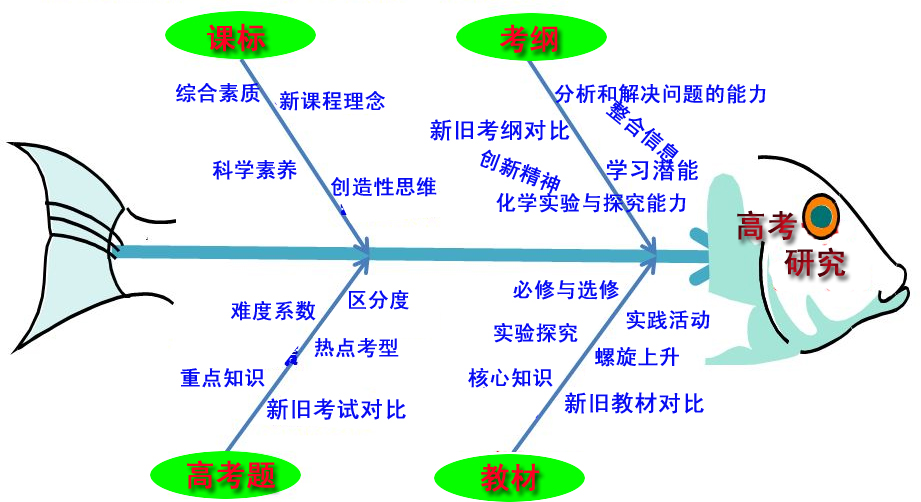 课标
考纲
综合素质
新课程理念
科学素养
创造性思维
分析和解决问题的能力
整合信息
新旧考纲对比
创新精神
学习潜能
化学实验与探究能力
高考
研究
难度系数
区分度
热点考型
重点知识
新旧考试对比
高考题
必修与选修
实践活动
实验探究
螺旋上升
核心知识
新旧教材对比
教材